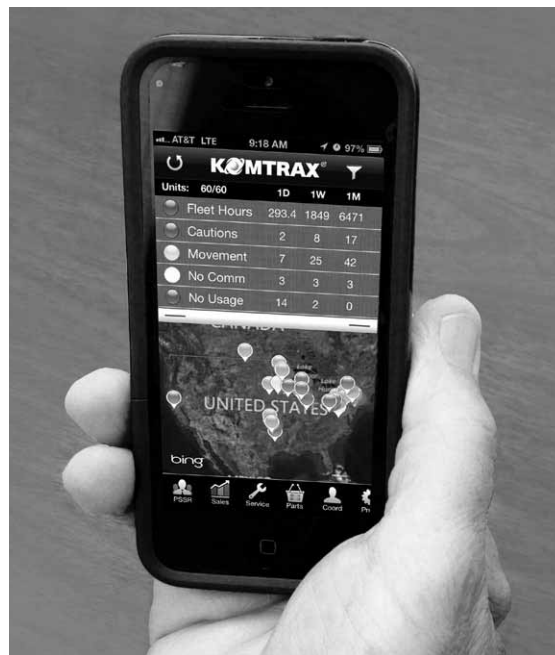 AT&T LTE 9:18 AM 97%
KOMTRAX
Units: 60/60 1D 1W 1M
Fleet Hours 293.4 1849 6471
Cautions 2 8 17
Movement 7 25 42
No Comm 3 3 3
No Usage 14 2 0
CANADA
UNITED STATES
bing
PSSR Sales Service Parts Coord